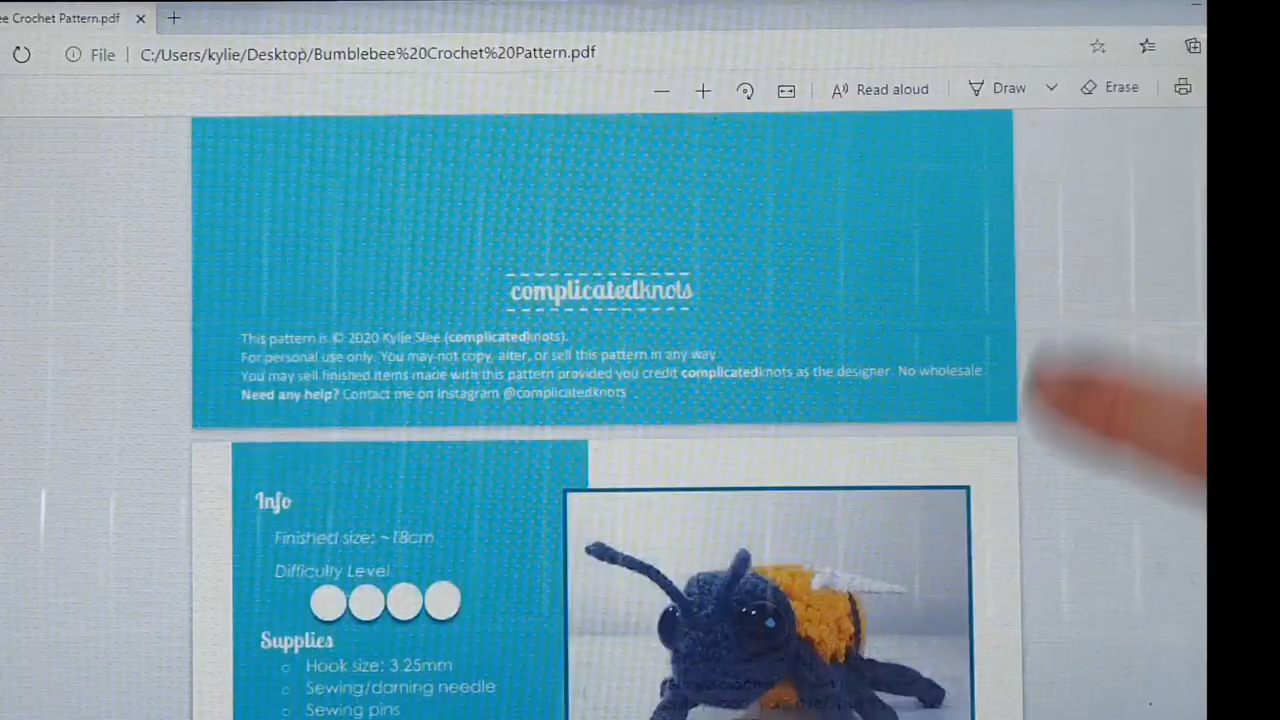 ee Crochet Pattern.pdf
File | C:/Users/kylie/Desktop/Bumblebee%20Crochet%20Pattern.pdf
Read aloud Draw Erase
complicatedknots
This pattern is © 2020 Kylie Slee (complicatedknots).
For personal use only. You may not copy, alter, or sell this pattern in any way.
You may sell finished items made with this pattern provided you credit complicatedknots as the designer. No wholesale.
Need any help? Contact me on Instagram @complicatedknots
Info
Finished size: ~18cm
Difficulty Level
Supplies
Hook size: 3.25mm
Sewing/darning needle
Sewing pins